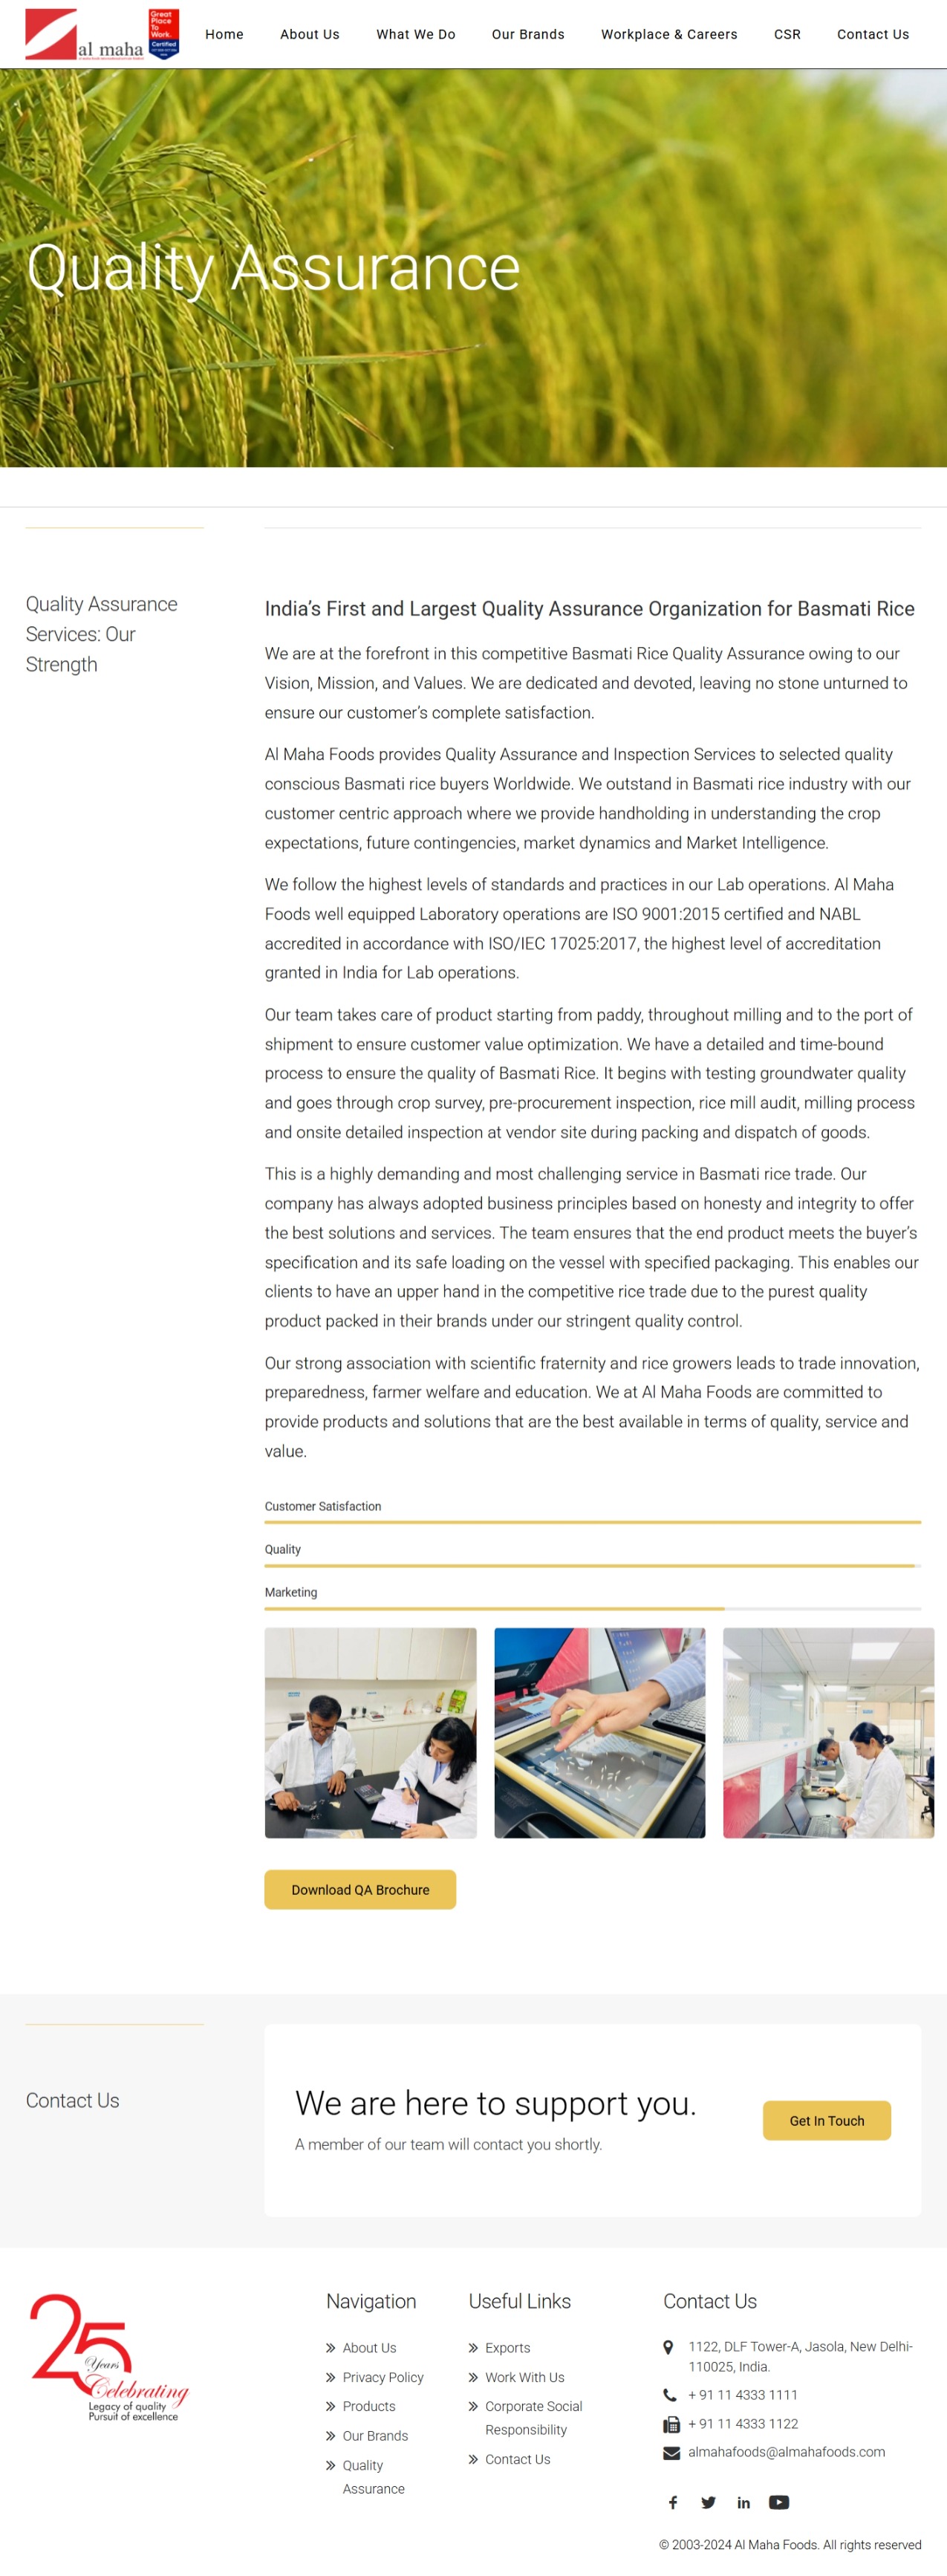 al maha
Great
Place
To
Work
Certified
Home
About Us
What We Do
Our Brands
Workplace & Careers
CSR
Contact Us
Quality Assurance
Quality Assurance
Services: Our
Strength
India’s First and Largest Quality Assurance Organization for Basmati Rice
We are at the forefront in this competitive Basmati Rice Quality Assurance owing to our
Vision, Mission, and Values. We are dedicated and devoted, leaving no stone unturned to
ensure our customer’s complete satisfaction.
Al Maha Foods provides Quality Assurance and Inspection Services to selected quality
conscious Basmati rice buyers Worldwide. We outstand in Basmati rice industry with our
customer centric approach where we provide handholding in understanding the crop
expectations, future contingencies, market dynamics and Market Intelligence.
We follow the highest levels of standards and practices in our Lab operations. Al Maha
Foods well equipped Laboratory operations are ISO 9001:2015 certified and NABL
accredited in accordance with ISO/IEC 17025:2017, the highest level of accreditation
granted in India for Lab operations.
Our team takes care of product starting from paddy, throughout milling and to the port of
shipment to ensure customer value optimization. We have a detailed and time-bound
process to ensure the quality of Basmati Rice. It begins with testing groundwater quality
and goes through crop survey, pre-procurement inspection, rice mill audit, milling process
and onsite detailed inspection at vendor site during packing and dispatch of goods.
This is a highly demanding and most challenging service in Basmati rice trade. Our
company has always adopted business principles based on honesty and integrity to offer
the best solutions and services. The team ensures that the end product meets the buyer’s
specification and its safe loading on the vessel with specified packaging. This enables our
clients to have an upper hand in the competitive rice trade due to the purest quality
product packed in their brands under our stringent quality control.
Our strong association with scientific fraternity and rice growers leads to trade innovation,
preparedness, farmer welfare and education. We at Al Maha Foods are committed to
provide products and solutions that are the best available in terms of quality, service and
value.
Customer Satisfaction
Quality
Marketing
Download QA Brochure
Contact Us
We are here to support you.
A member of our team will contact you shortly.
Get In Touch
25
Years
Celebrating
Legacy of quality
Pursuit of excellence
Navigation
About Us
Privacy Policy
Products
Our Brands
Quality
Assurance
Useful Links
Exports
Work With Us
Corporate Social
Responsibility
Contact Us
Contact Us
1122, DLF Tower-A, Jasola, New Delhi-
110025, India.
+ 91 11 4333 1111
+ 91 11 4333 1122
almahafoods@almahafoods.com
© 2003-2024 Al Maha Foods. All rights reserved